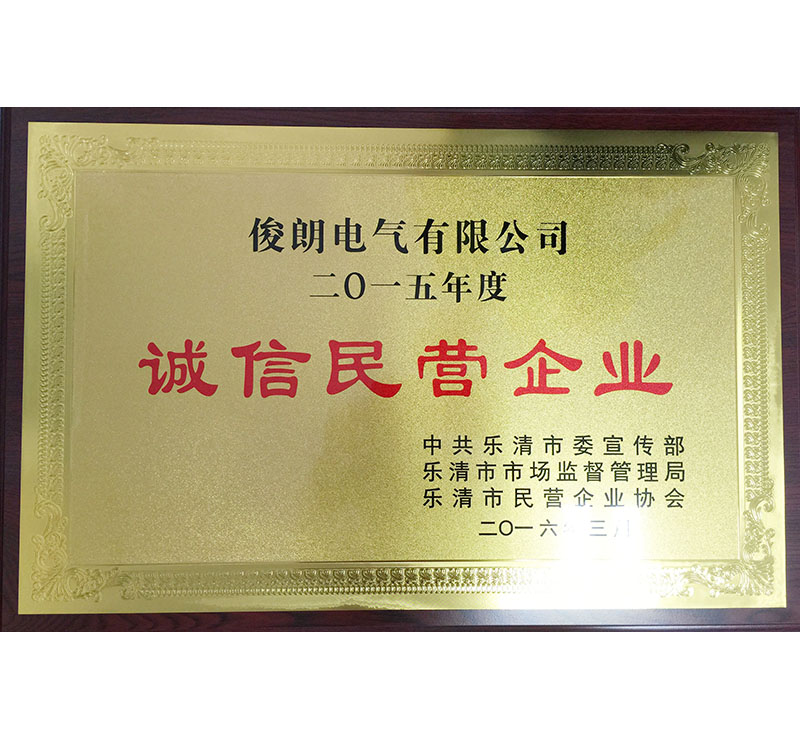 俊朗电气有限公司
二〇一五年度
诚信民营企业
中共乐清市委宣传部
乐清市市场监督管理局
乐清市民营企业协会
二〇一六年三月